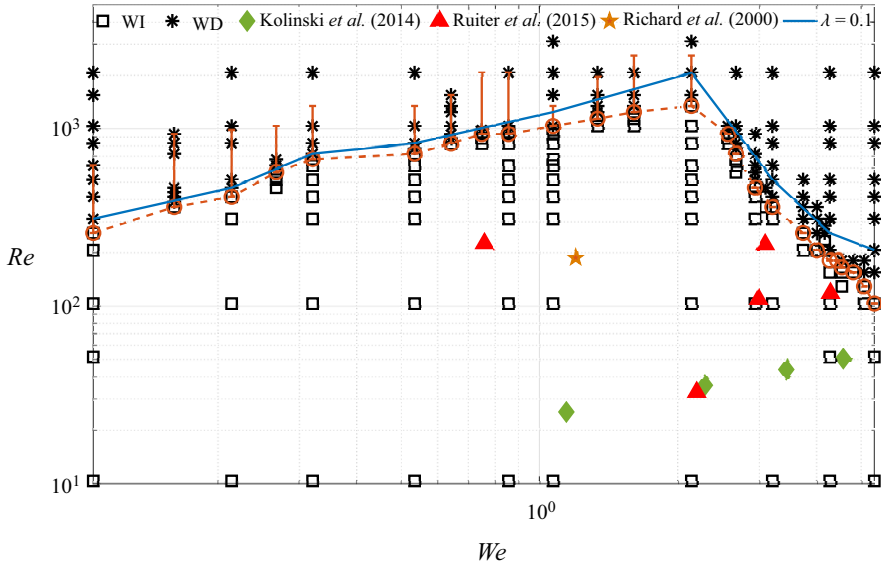 WI WD Kolinski et al. (2014) Ruiter et al. (2015) Richard et al. (2000) λ = 0.1
10³
Re
10²
10¹
10⁰
We